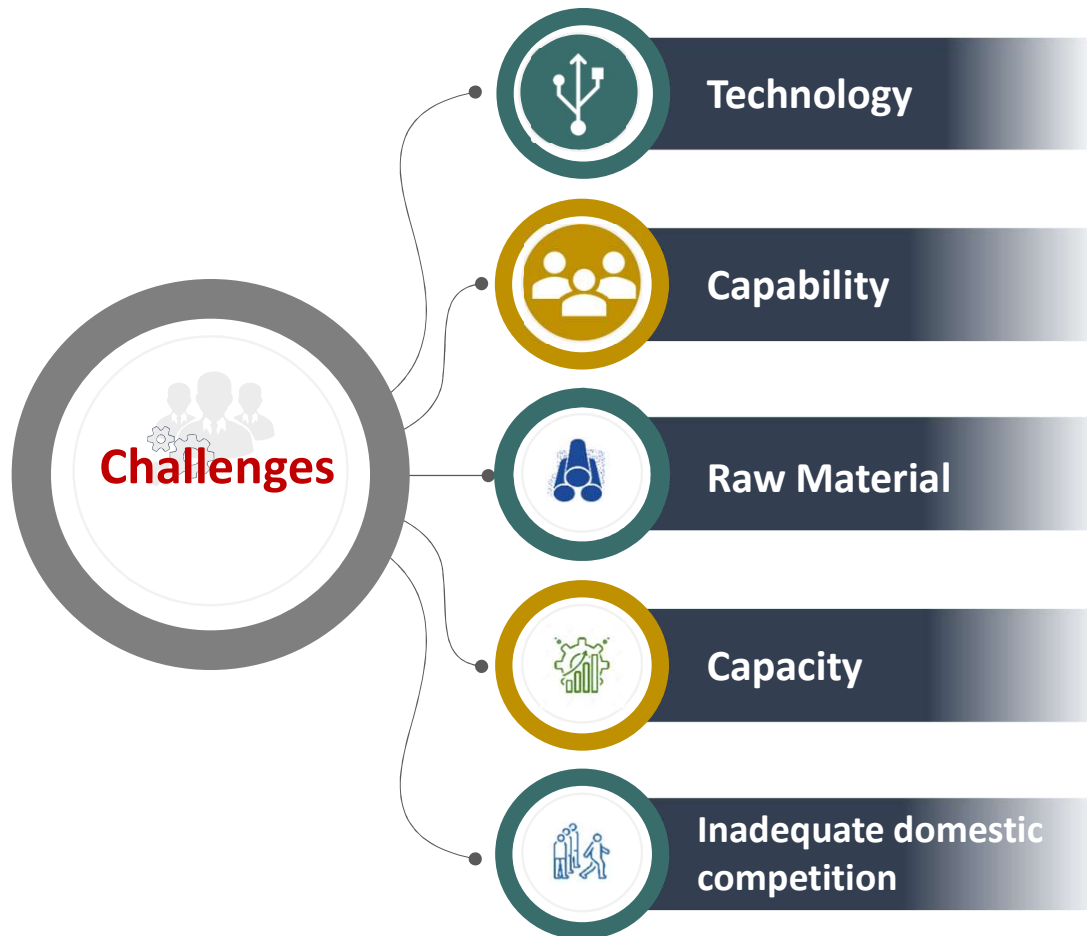 Challenges
Technology
Capability
Raw Material
Capacity
Inadequate domestic
competition